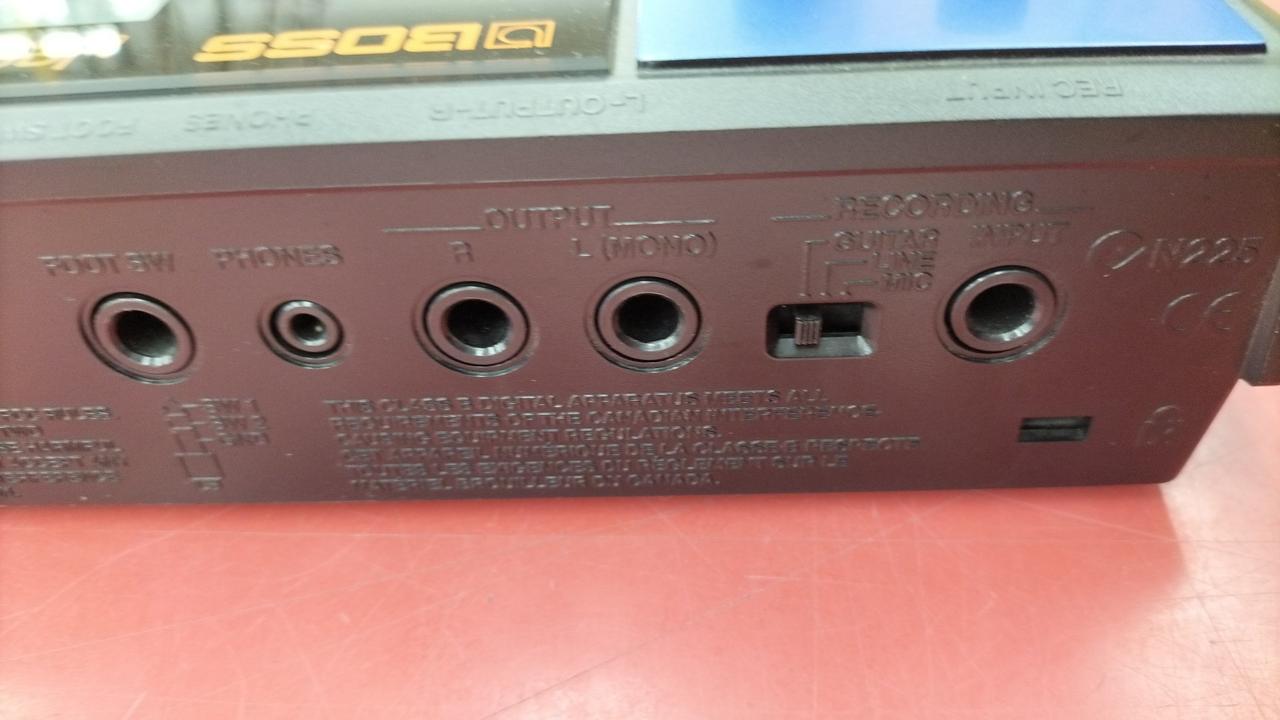 BOSS
FOOT SW PHONES L-OUTPUT-R REC INPUT
OUTPUT
RECORDING
FOOT SW PHONES R L (MONO) GUITAR INPUT
LINE
MIC
N225
CE
SW 1
GND
THIS CLASS B DIGITAL APPARATUS MEETS ALL
REQUIREMENTS OF THE CANADIAN INTERFERENCE-
CAUSING EQUIPMENT REGULATIONS.
CET APPAREIL NUMERIQUE DE LA CLASSE B RESPECTE
TOUTES LES EXIGENCES DU REGLEMENT SUR LE
MATERIEL BROUILLEUR DU CANADA.